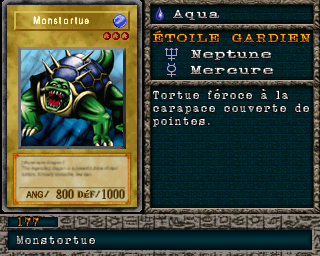 Monstortue
ANG/ 800 DéF/1000
Aqua
ÉTOILE GARDIEN
Neptune
Mercure
Tortue féroce à la
carapace couverte de
pointes.
177
Monstortue